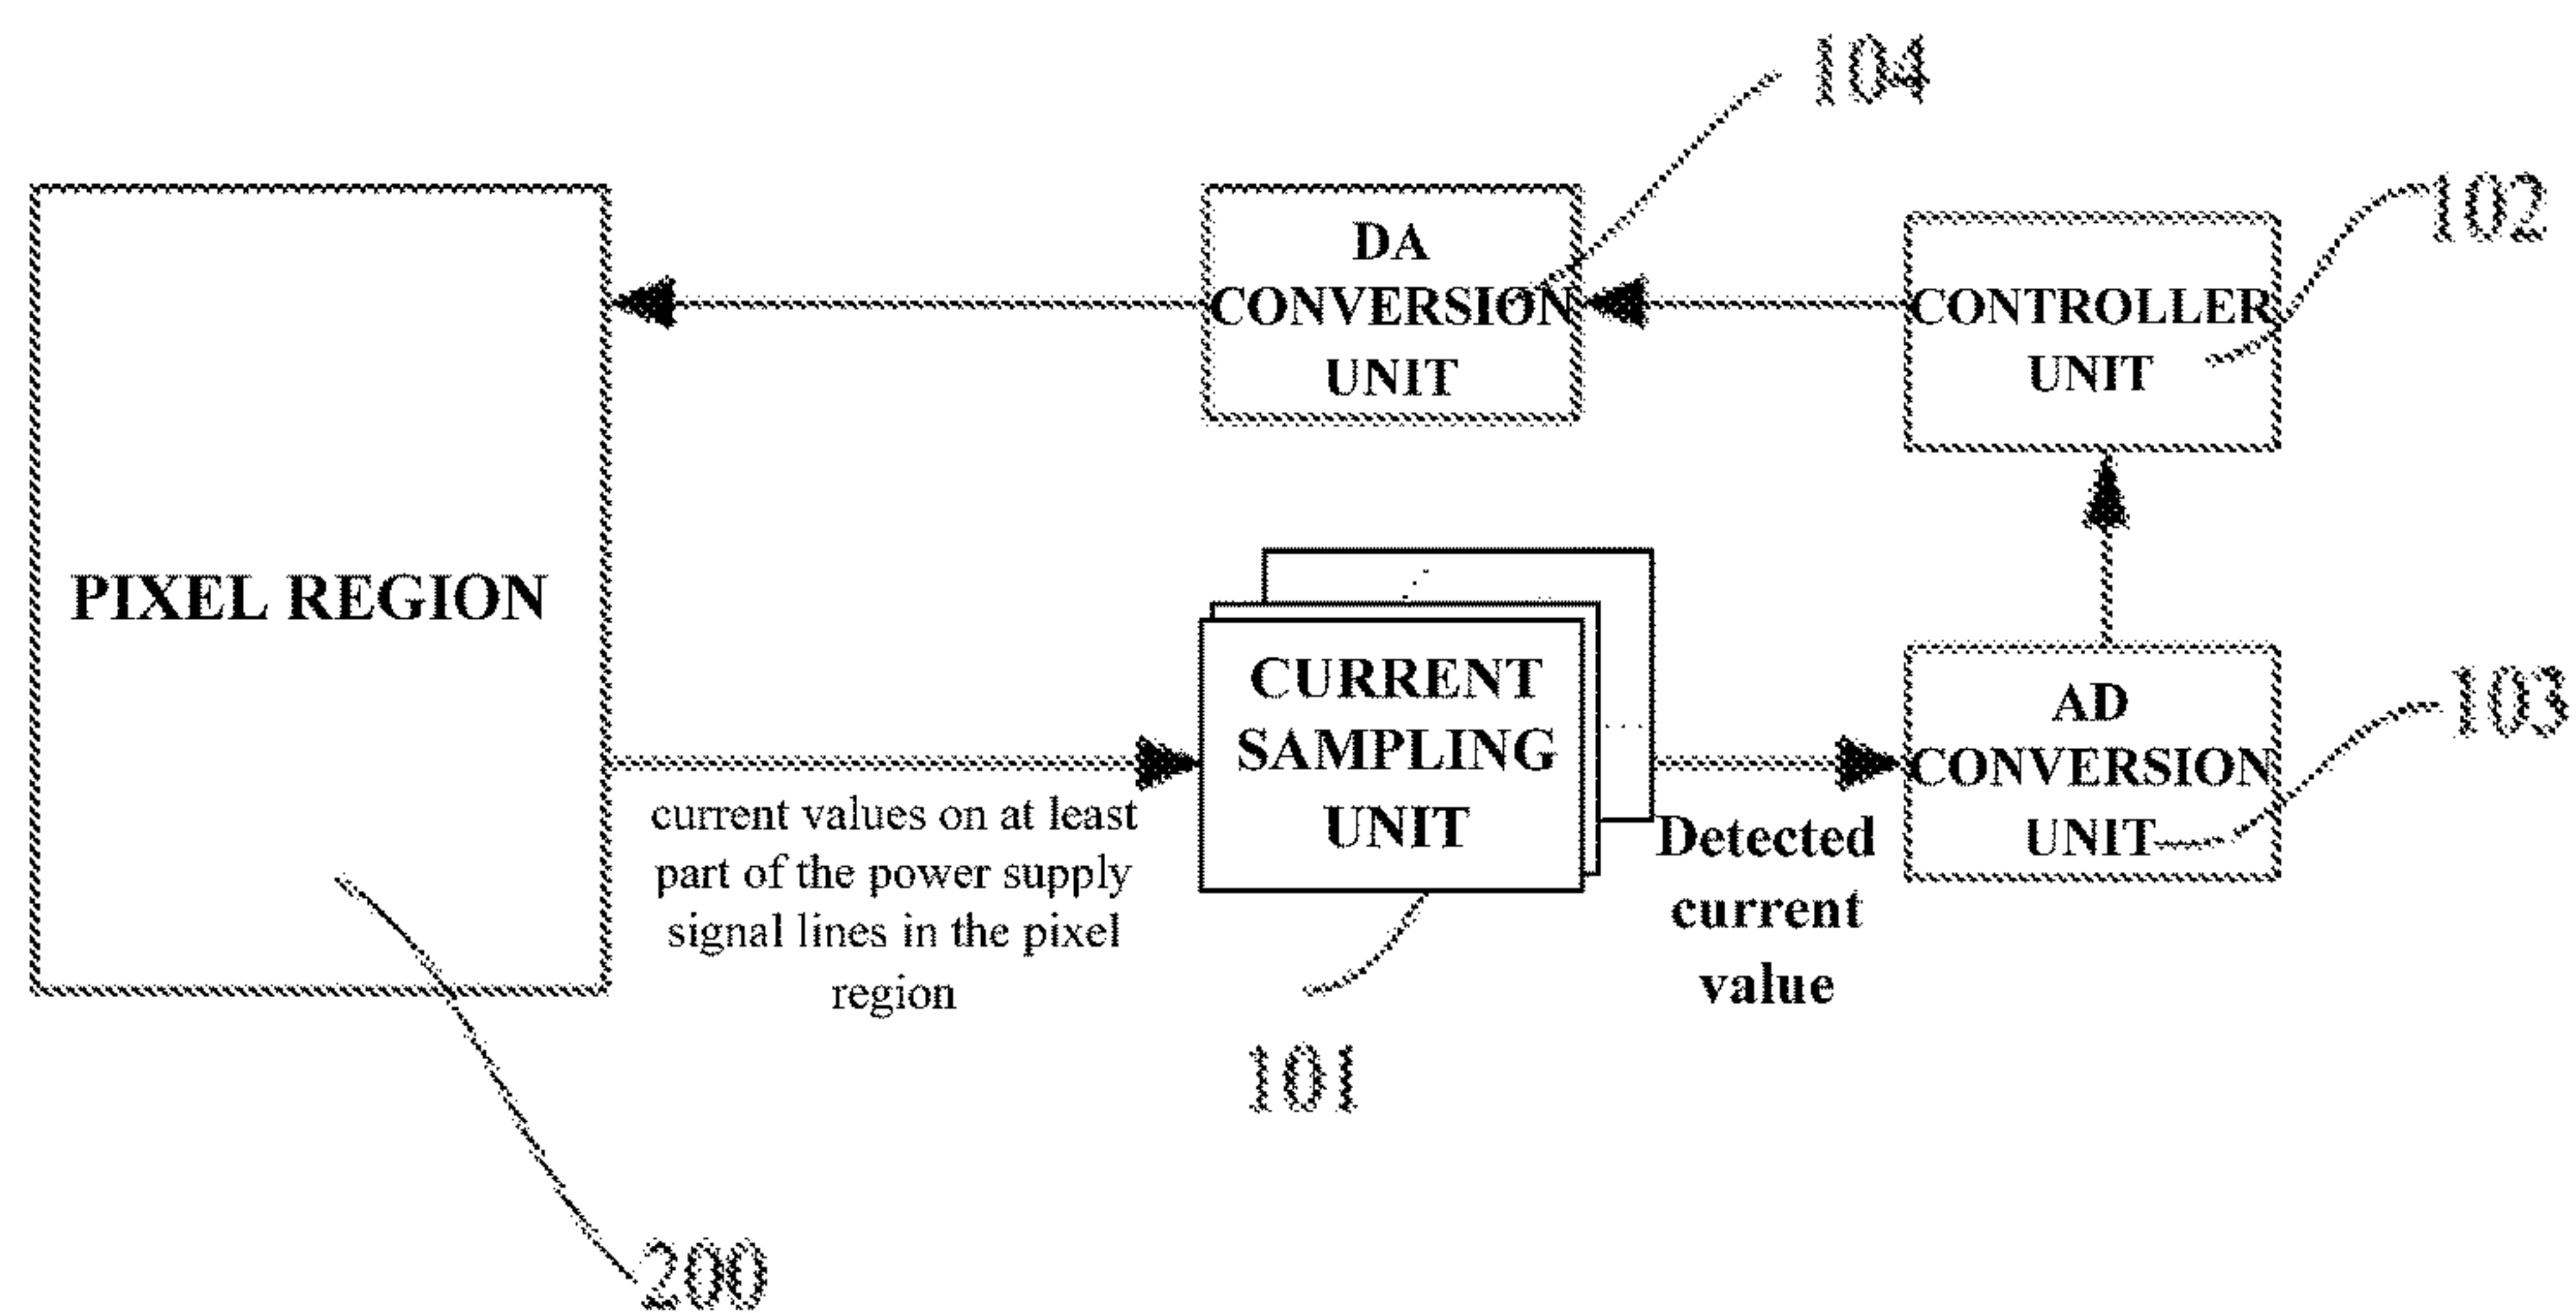 104
102
DA
CONVERSION
UNIT
CONTROLLER
UNIT
PIXEL REGION
CURRENT
SAMPLING
UNIT
AD
CONVERSION
UNIT
103
current values on at least
part of the power supply
signal lines in the pixel
region
Detected
current
value
101
200